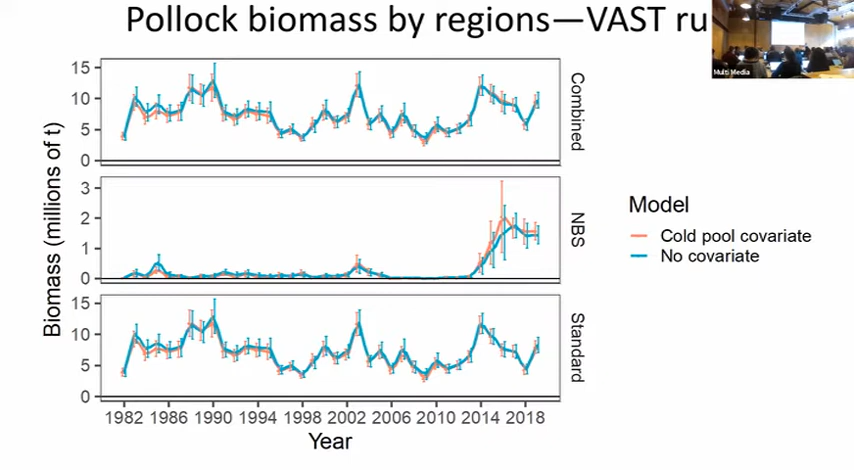 Pollock biomass by regions—VAST ru
Multi Media
Biomass (millions of t)
15
10
5
0
Combined
3
2
1
0
NBS
15
10
5
0
Standard
1982 1986 1990 1994 1998 2002 2006 2010 2014 2018
Year
Model
Cold pool covariate
No covariate